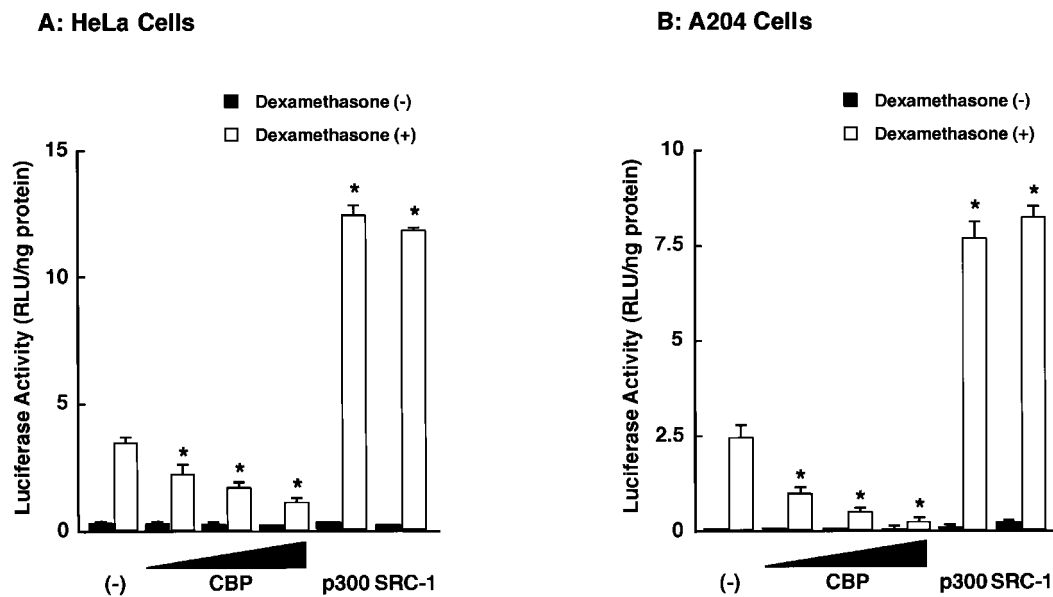 A: HeLa Cells
Dexamethasone (-)
Dexamethasone (+)
Luciferase Activity (RLU/ng protein)
15
10
5
0
*
*
*
*
*
(-)
CBP
p300 SRC-1
B: A204 Cells
Dexamethasone (-)
Dexamethasone (+)
Luciferase Activity (RLU/ng protein)
10
7.5
5
2.5
0
*
*
*
*
*
(-)
CBP
p300 SRC-1